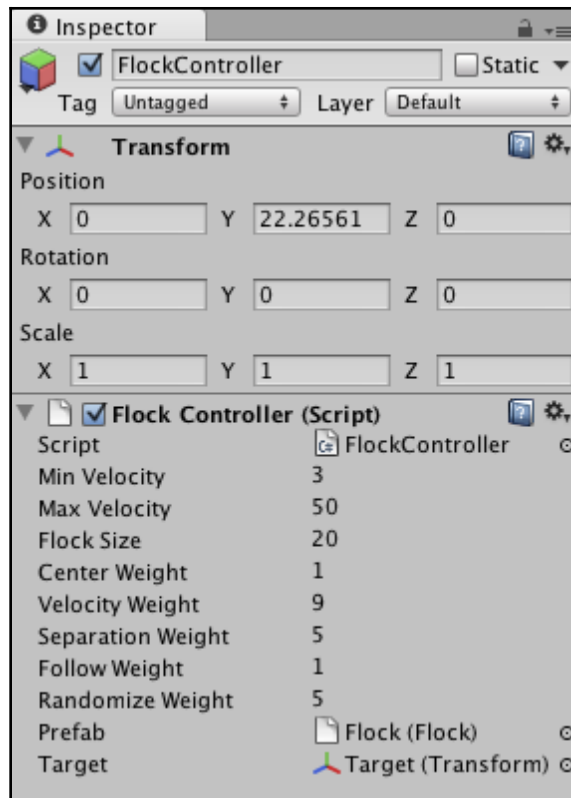 Inspector
FlockController Static
Tag Untagged Layer Default
Transform
Position
X 0 Y 22.26561 Z 0
Rotation
X 0 Y 0 Z 0
Scale
X 1 Y 1 Z 1
Flock Controller (Script)
Script C# FlockController
Min Velocity 3
Max Velocity 50
Flock Size 20
Center Weight 1
Velocity Weight 9
Separation Weight 5
Follow Weight 1
Randomize Weight 5
Prefab Flock (Flock)
Target Target (Transform)